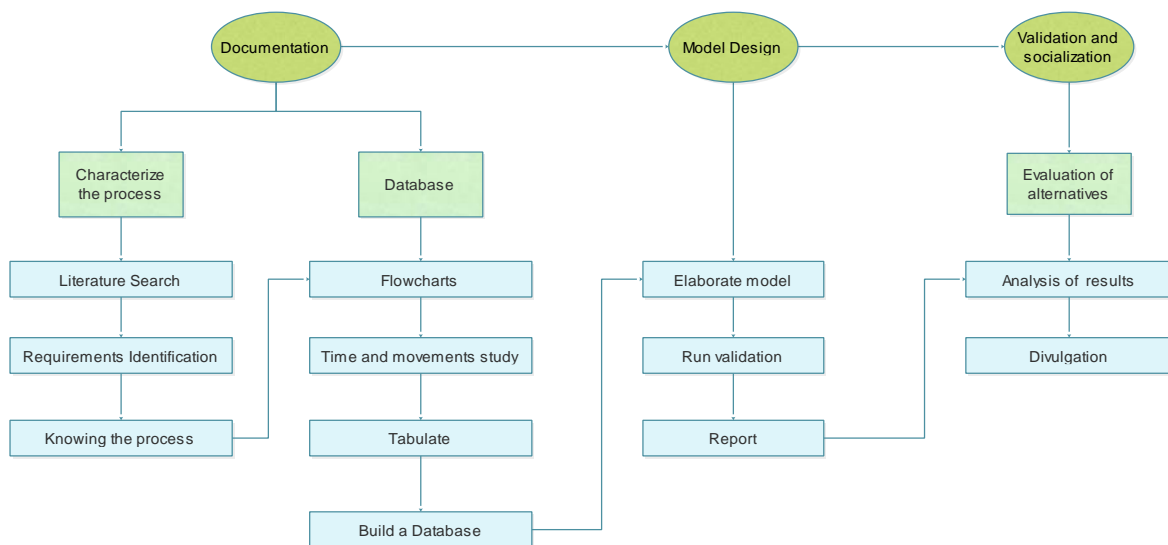 Documentation
Model Design
Validation and
socialization
Characterize
the process
Database
Evaluation of
alternatives
Literature Search
Flowcharts
Elaborate model
Analysis of results
Requirements Identification
Time and movements study
Run validation
Divulgation
Knowing the process
Tabulate
Report
Build a Database